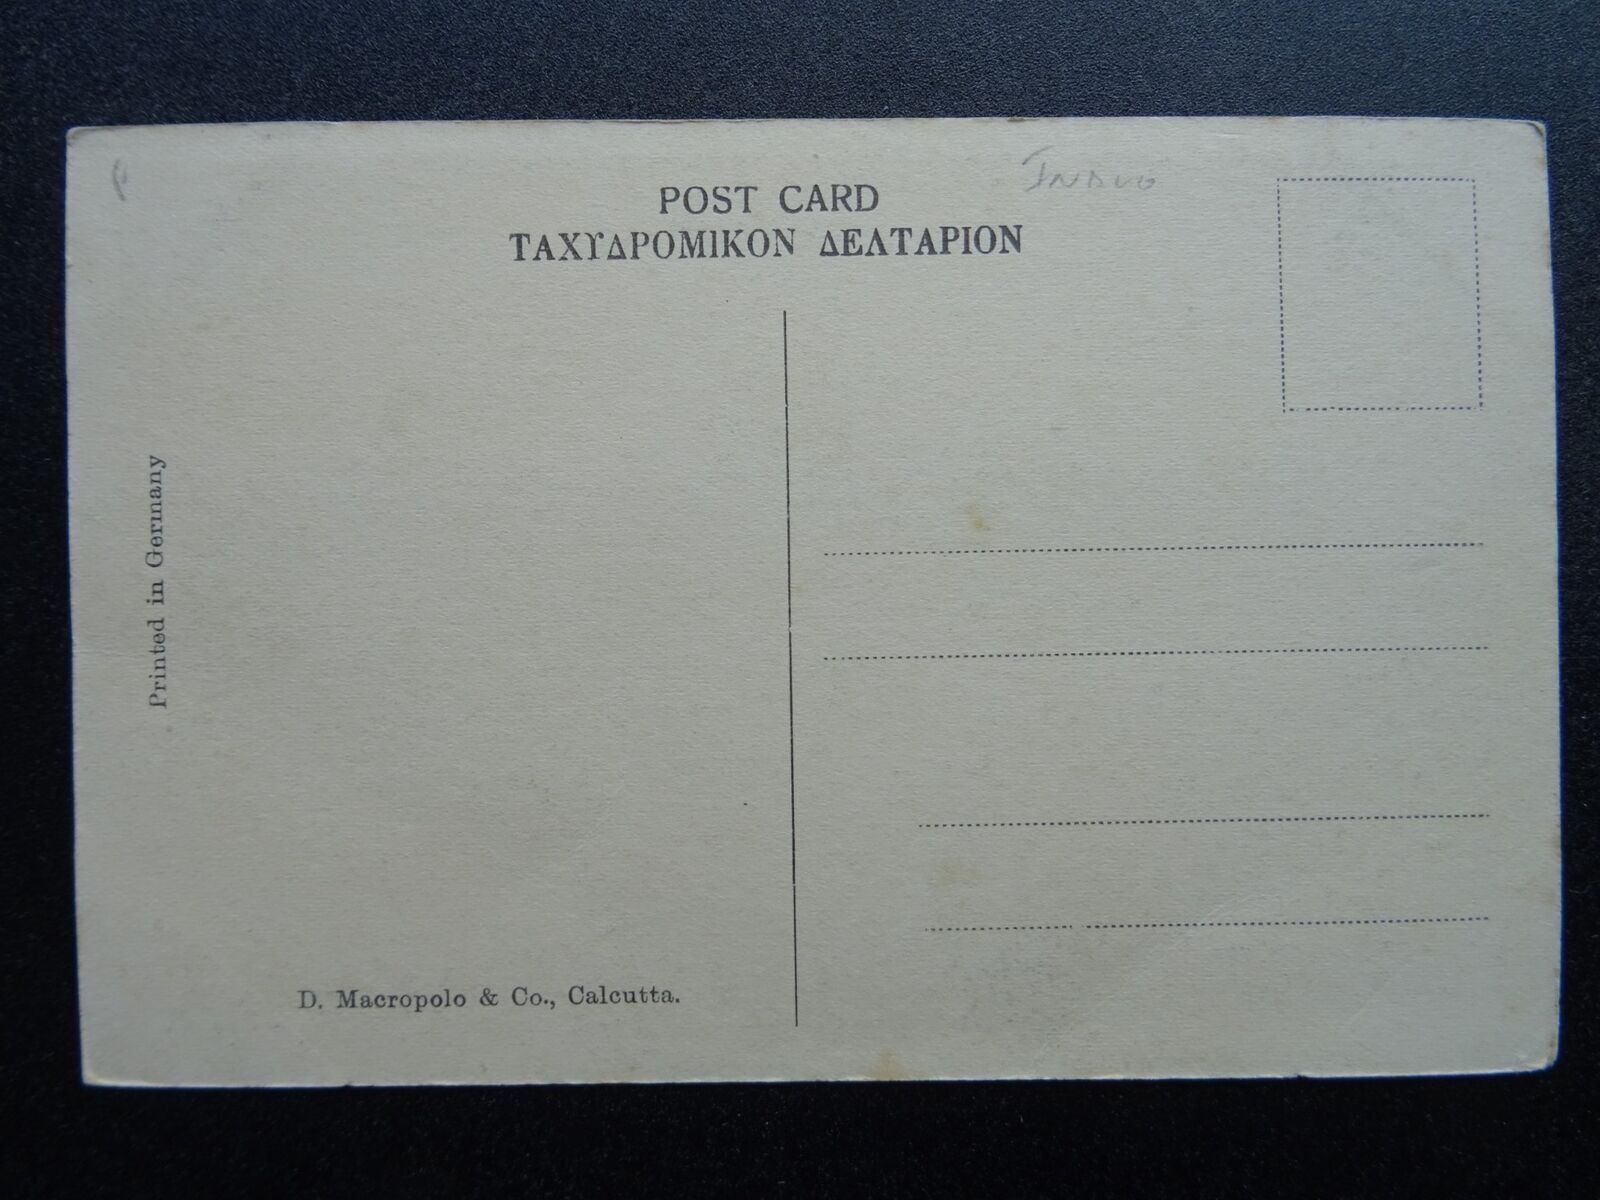 POST CARD
ΤΑΧΥΔΡΟΜΙΚΟΝ ΔΕΛΤΑΡΙΟΝ
Printed in Germany
D. Macropolo & Co., Calcutta.